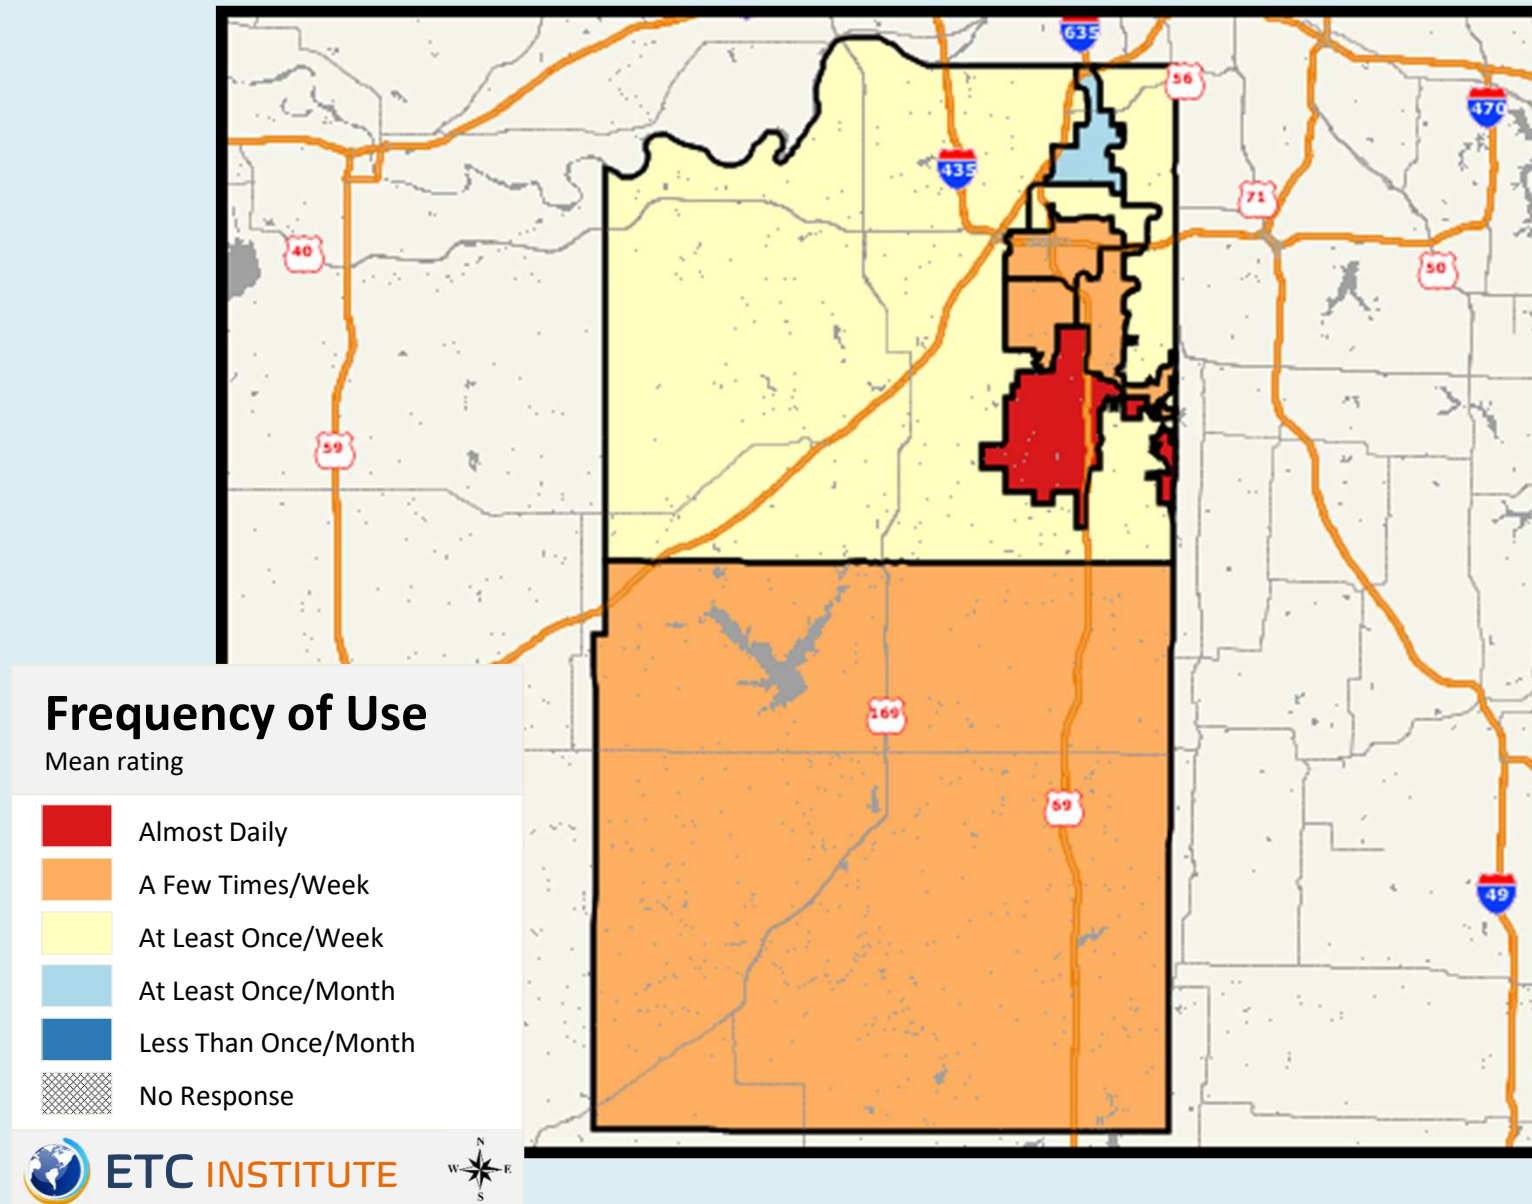 635
56
470
435
71
40
50
59
169
69
49
Frequency of Use
Mean rating
Almost Daily
A Few Times/Week
At Least Once/Week
At Least Once/Month
Less Than Once/Month
No Response
ETC INSTITUTE
N
W E
S